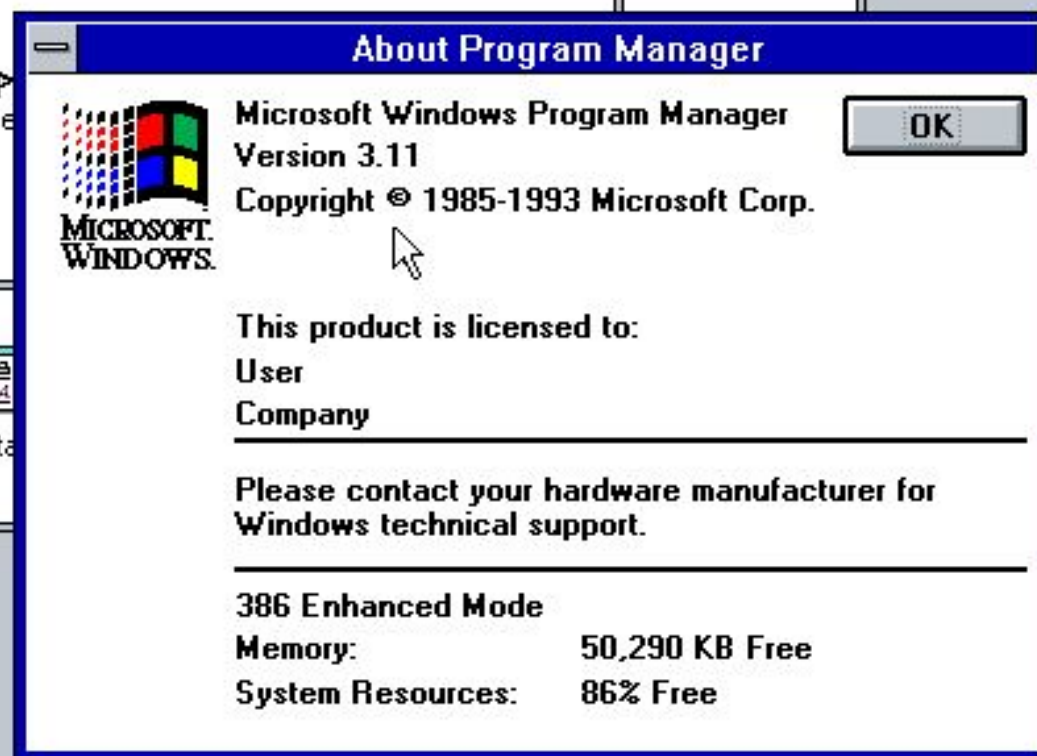 About Program Manager
Microsoft Windows Program Manager
OK
Version 3.11
Copyright © 1985-1993 Microsoft Corp.
MICROSOFT.
WINDOWS.
This product is licensed to:
User
Company
Please contact your hardware manufacturer for
Windows technical support.
386 Enhanced Mode
Memory: 50,290 KB Free
System Resources: 86% Free